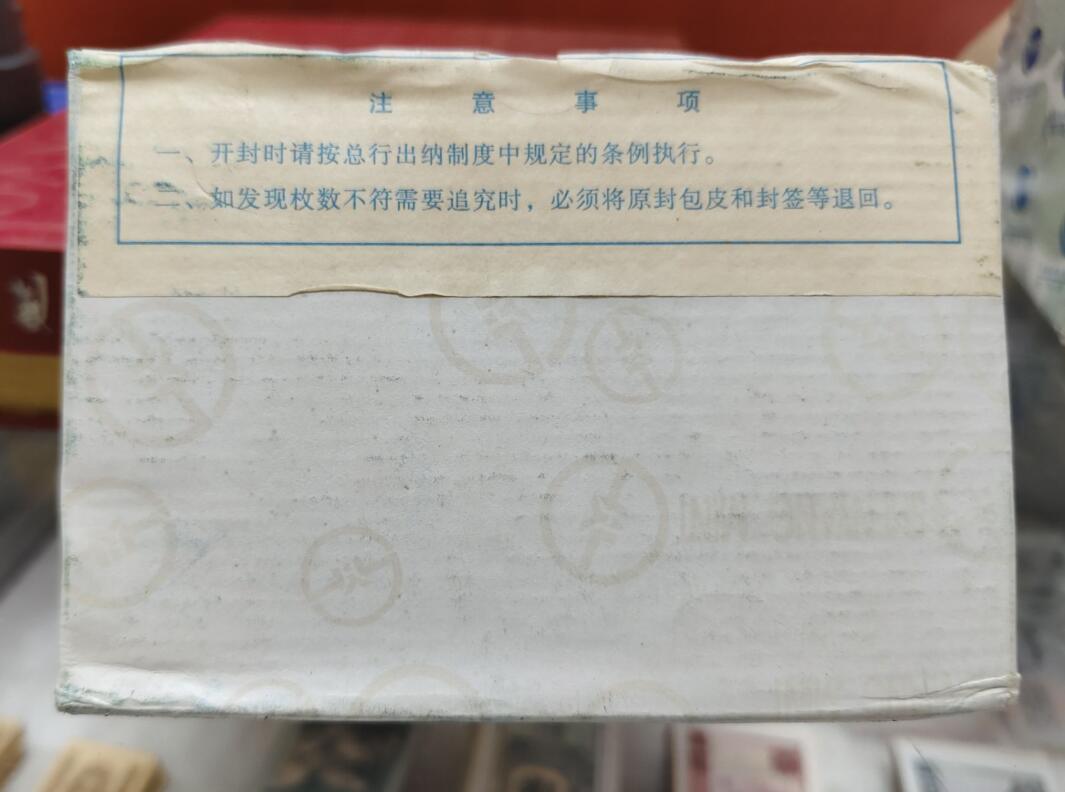 注意事项
一、开封时请按总行出纳制度中规定的条例执行。
二、如发现枚数不符需要追究时，必须将原封包皮和封签等退回。